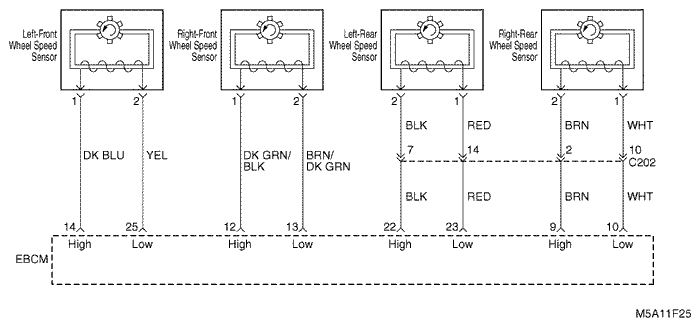 Left-Front Wheel Speed Sensor
Right-Front Wheel Speed Sensor
Left-Rear Wheel Speed Sensor
Right-Rear Wheel Speed Sensor
1 2 1 2 2 1 2 1
BLK RED BRN WHT
DK BLU YEL DK GRN/ BLK BRN/ DK GRN
7 14 2 10
C202
BLK RED BRN WHT
14 25 12 13 22 23 9 10
High Low High Low High Low High Low
EBCM
M5A11F25